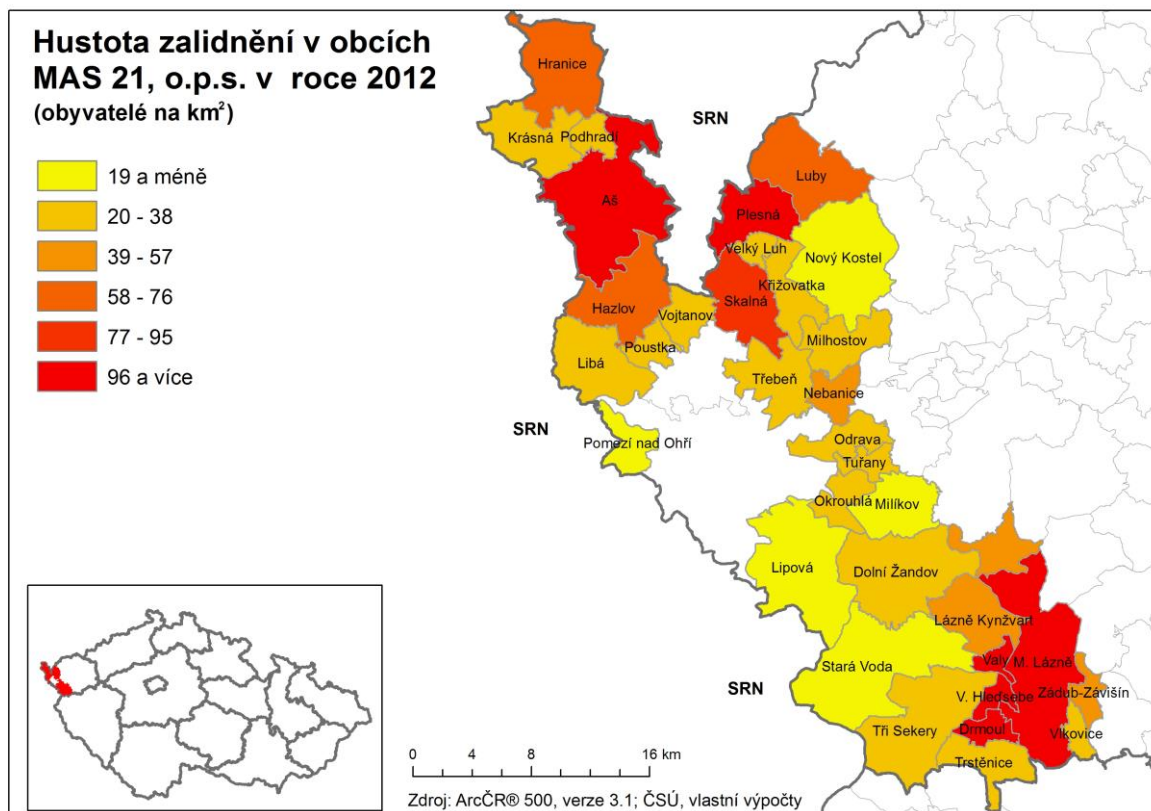 Hustota zalidnění v obcích
MAS 21, o.p.s. v  roce 2012
(obyvatelé na km²)
19 a méně
20 - 38
39 - 57
58 - 76
77 - 95
96 a více
Hranice
SRN
Krásná
Podhradí
Luby
Aš
Plesná
Velký Luh
Nový Kostel
Křižovatka
Skalná
Hazlov
Vojtanov
Milhostov
Poustka
Libá
Třebeň
Nebanice
SRN
Pomezí nad Ohří
Odrava
Tuřany
Okrouhlá
Milíkov
Lipová
Dolní Žandov
Lázně Kynžvart
Valy
M. Lázně
Stará Voda
SRN
V. Hleďsebe
Zádub-Závišín
Tři Sekery
Drmoul
Vlkovice
Trstěnice
0 4 8 16 km
Zdroj: ArcČR® 500, verze 3.1; ČSÚ, vlastní výpočty